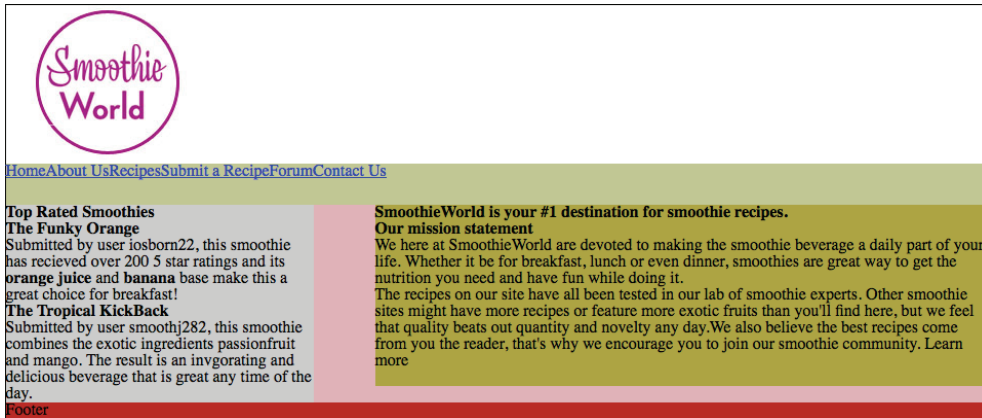 Smoothie
World
HomeAbout UsRecipesSubmit a RecipeForumContact Us
Top Rated Smoothies
The Funky Orange
Submitted by user iosborn22, this smoothie
has recieved over 200 5 star ratings and its
orange juice and banana base make this a
great choice for breakfast!
The Tropical KickBack
Submitted by user smoothj282, this smoothie
combines the exotic ingredients passionfruit
and mango. The result is an invgorating and
delicious beverage that is great any time of the
day.
SmoothieWorld is your #1 destination for smoothie recipes.
Our mission statement
We here at SmoothieWorld are devoted to making the smoothie beverage a daily part of your
life. Whether it be for breakfast, lunch or even dinner, smoothies are great way to get the
nutrition you need and have fun while doing it.
The recipes on our site have all been tested in our lab of smoothie experts. Other smoothie
sites might have more recipes or feature more exotic fruits than you'll find here, but we feel
that quality beats out quantity and novelty any day.We also believe the best recipes come
from you the reader, that's why we encourage you to join our smoothie community. Learn
more
Footer